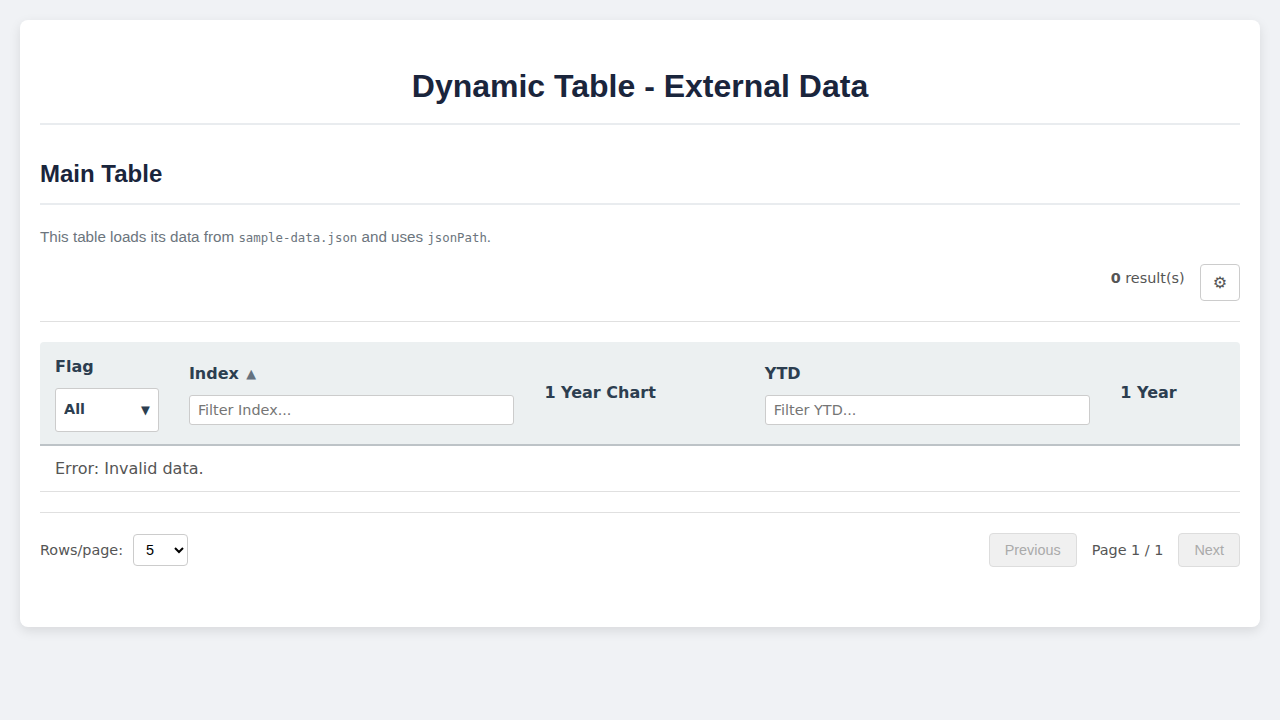 Dynamic Table - External Data
Main Table
This table loads its data from sample-data.json and uses jsonPath.
0 result(s) ⚙
Flag
Index ▲
1 Year Chart
YTD
1 Year
All ▼
Filter Index...
Filter YTD...
Error: Invalid data.
Rows/page: 5
Previous Page 1 / 1 Next